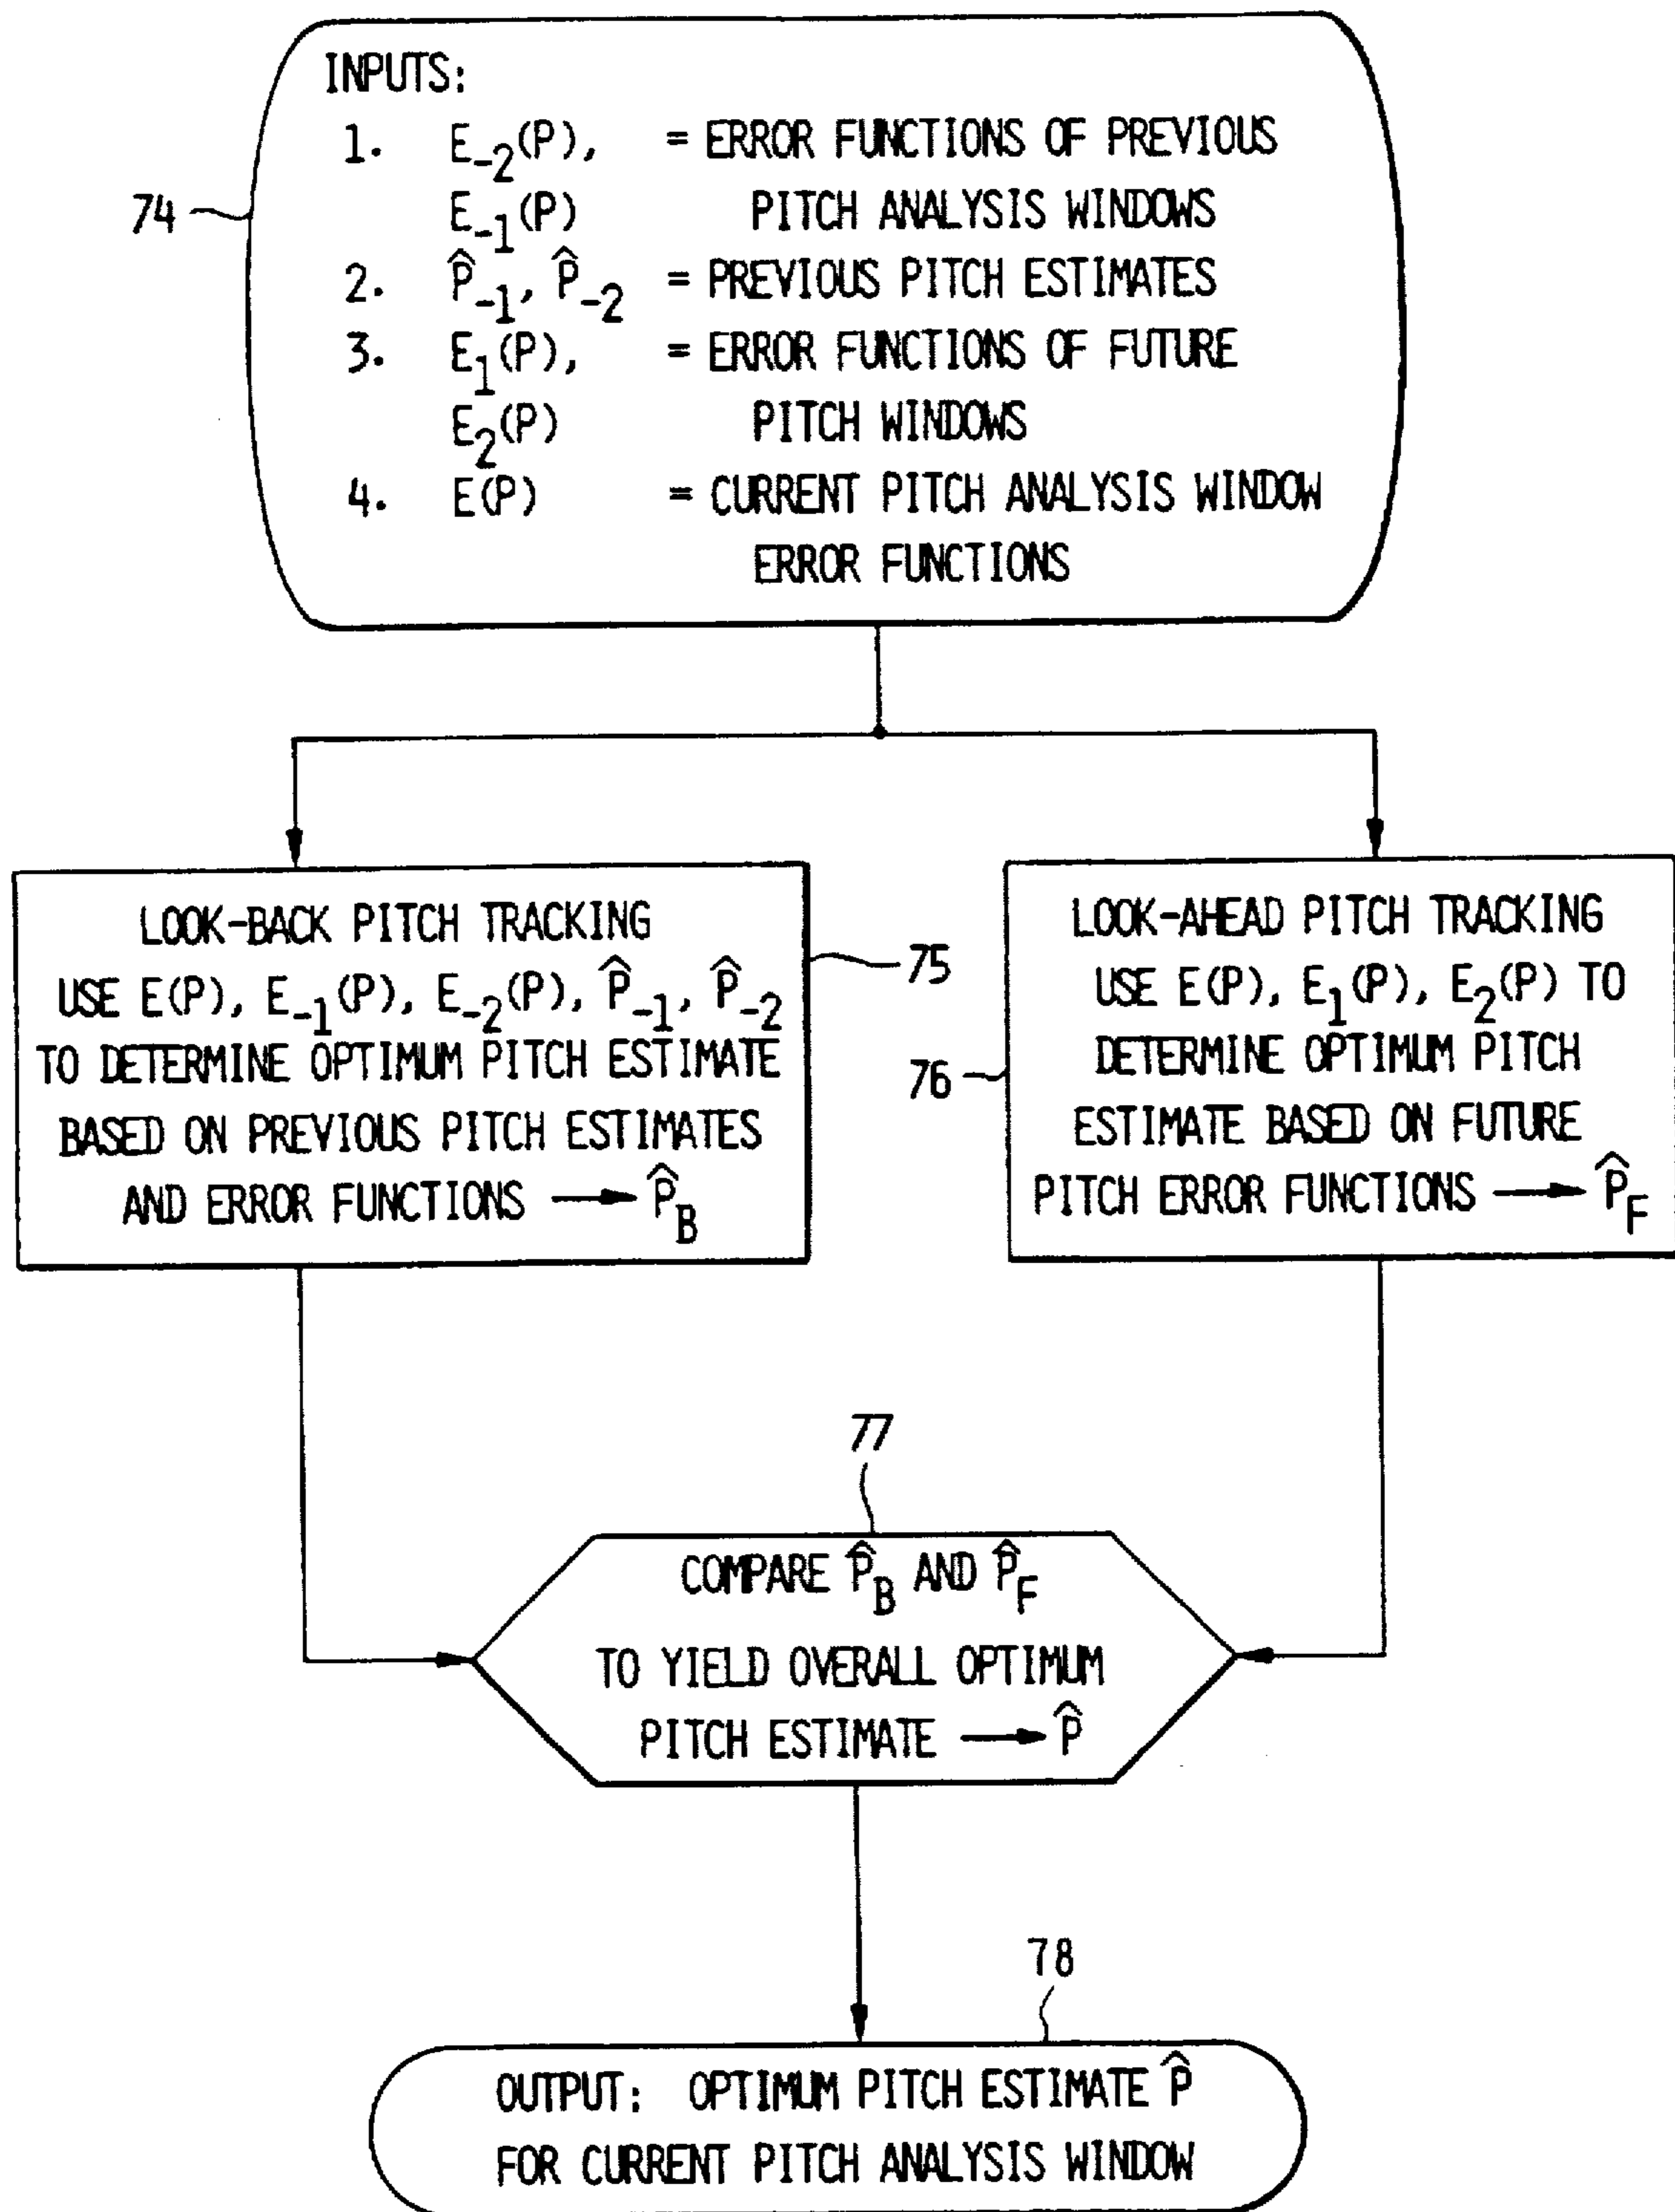 INPUTS:
1. E₋₂(P), = ERROR FUNCTIONS OF PREVIOUS
E₋₁(P) PITCH ANALYSIS WINDOWS
74
2. P̂₋₁, P̂₋₂ = PREVIOUS PITCH ESTIMATES
3. E₁(P), = ERROR FUNCTIONS OF FUTURE
E₂(P) PITCH WINDOWS
4. E(P) = CURRENT PITCH ANALYSIS WINDOW
ERROR FUNCTIONS
LOOK-BACK PITCH TRACKING
USE E(P), E₋₁(P), E₋₂(P), P̂₋₁, P̂₋₂
TO DETERMINE OPTIMUM PITCH ESTIMATE
BASED ON PREVIOUS PITCH ESTIMATES
AND ERROR FUNCTIONS → P̂_B
75
LOOK-AHEAD PITCH TRACKING
USE E(P), E₁(P), E₂(P) TO
DETERMINE OPTIMUM PITCH
ESTIMATE BASED ON FUTURE
PITCH ERROR FUNCTIONS → P̂_F
76
77
COMPARE P̂_B AND P̂_F
TO YIELD OVERALL OPTIMUM
PITCH ESTIMATE → P̂
78
OUTPUT: OPTIMUM PITCH ESTIMATE P̂
FOR CURRENT PITCH ANALYSIS WINDOW